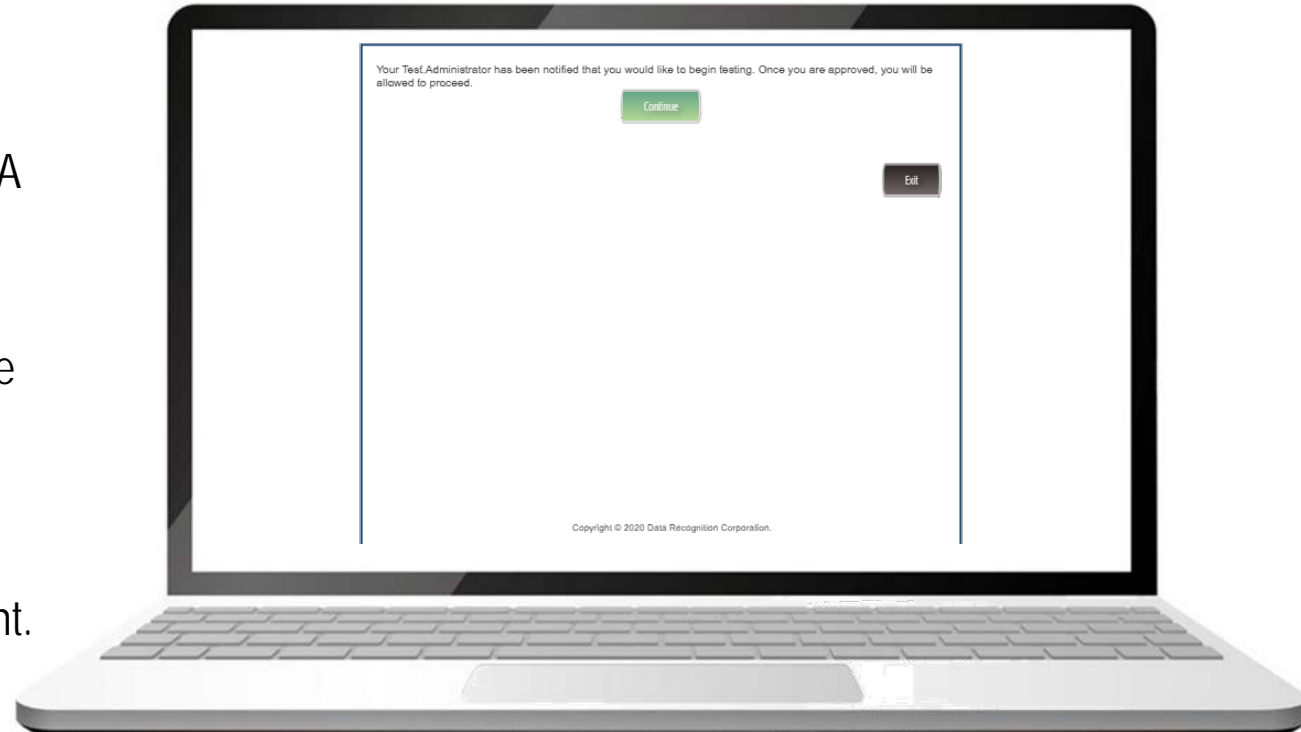 Your Test Administrator has been notified that you would like to begin testing. Once you are approved, you will be
allowed to proceed.
Continue
A
Exit
e
Copyright © 2020 Data Recognition Corporation.
nt.